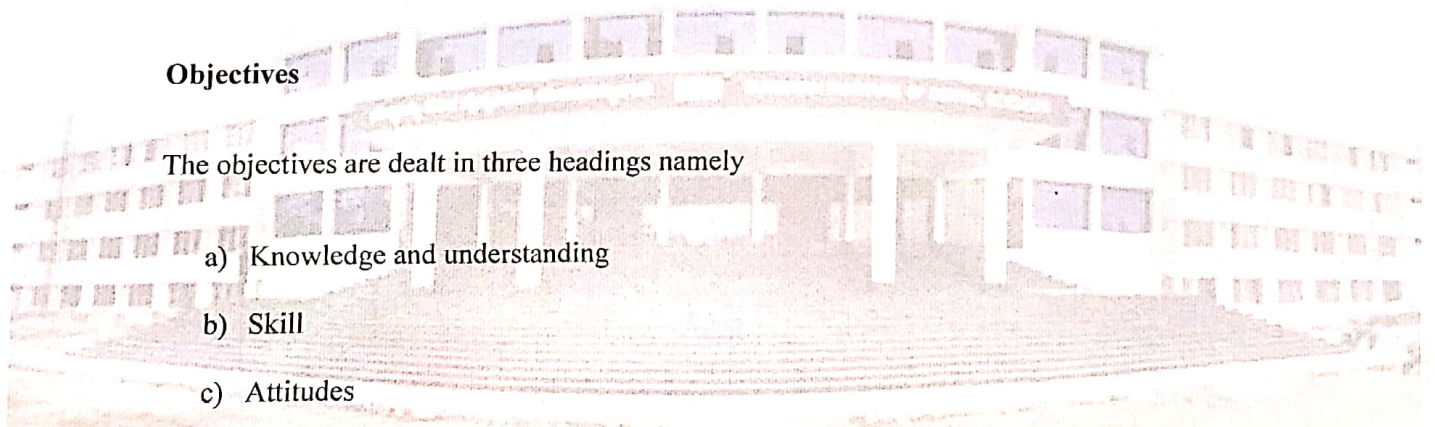 Objectives
The objectives are dealt in three headings namely
a) Knowledge and understanding
b) Skill
c) Attitudes